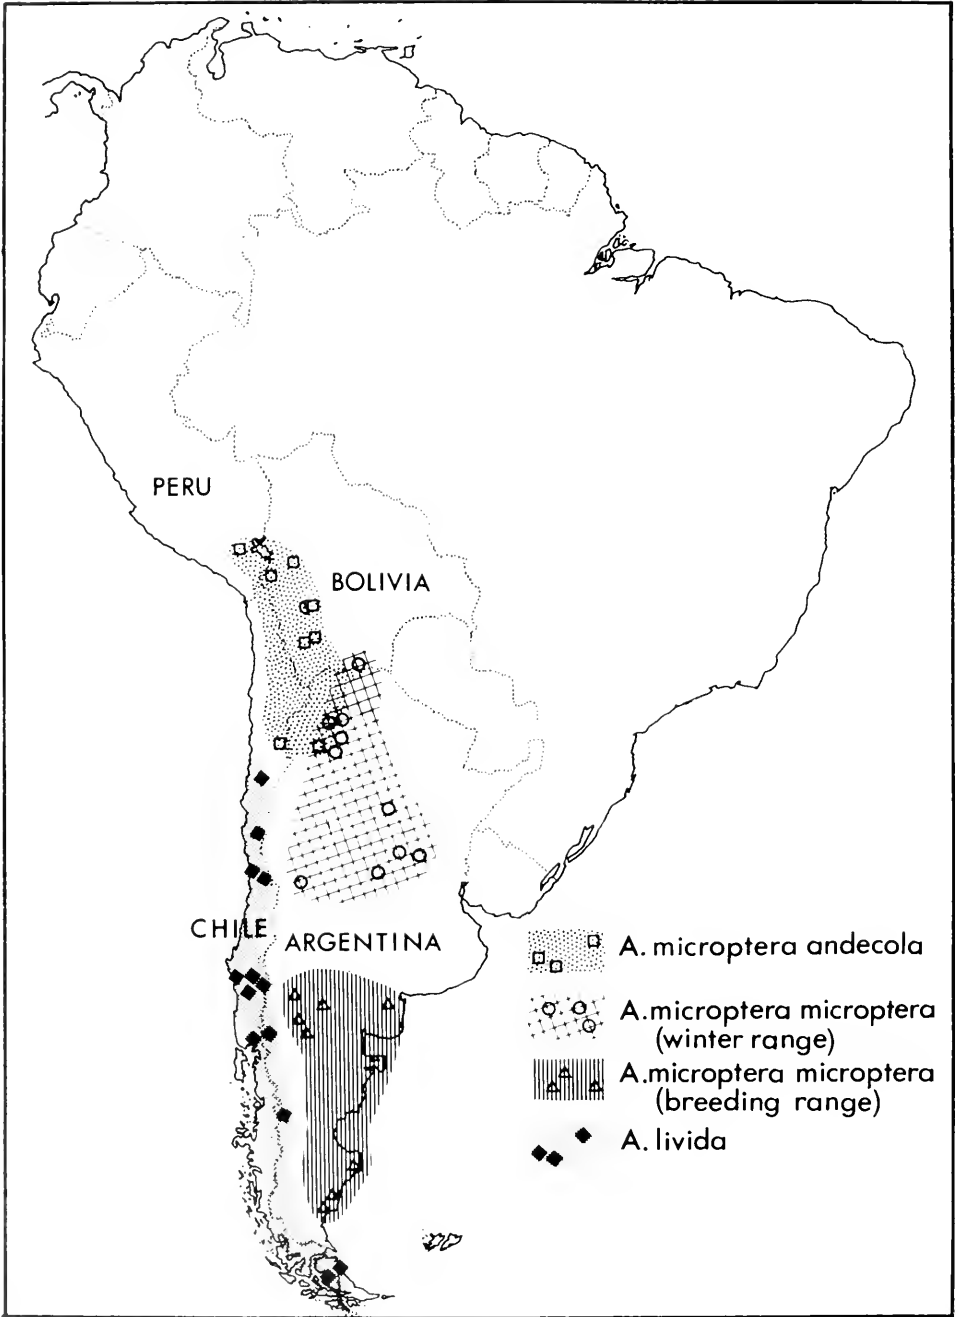 PERU
BOLIVIA
CHILE
ARGENTINA
A. microptera andecola
A.microptera microptera
(winter range)
A.microptera microptera
(breeding range)
A. livida